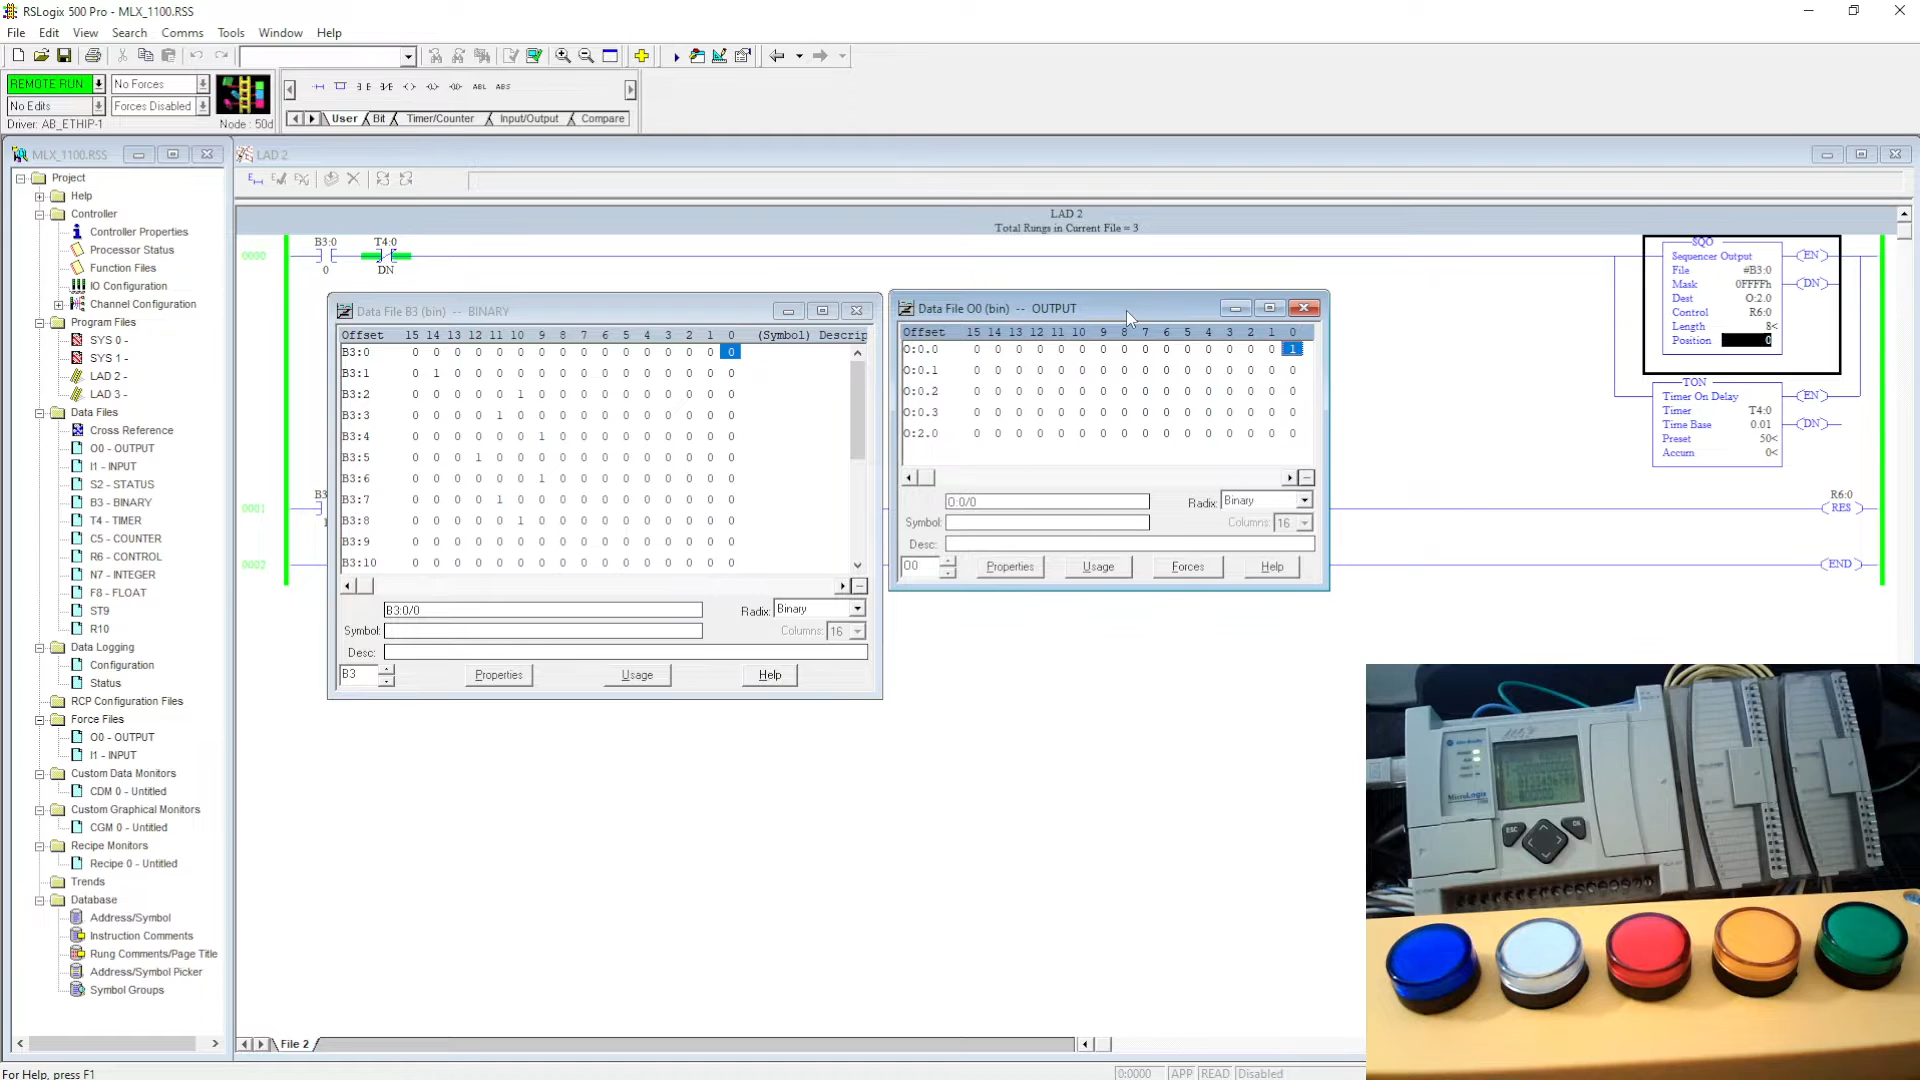 RSLogix 500 Pro - MLX_1100.RSS
File Edit View Search Comms Tools Window Help
REMOTE RUN No Forces
No Edits Forces Disabled
Driver: AB_ETHIP-1 Node : 50d
ABL ABS
User Bit Timer/Counter Input/Output Compare
MLX_1100.RSS
Project
Help
Controller
Controller Properties
Processor Status
Function Files
IO Configuration
Channel Configuration
Program Files
SYS 0 -
SYS 1 -
LAD 2 -
LAD 3 -
Data Files
Cross Reference
O0 - OUTPUT
I1 - INPUT
S2 - STATUS
B3 - BINARY
T4 - TIMER
C5 - COUNTER
R6 - CONTROL
N7 - INTEGER
F8 - FLOAT
ST9
R10
Data Logging
Configuration
Status
RCP Configuration Files
Force Files
O0 - OUTPUT
I1 - INPUT
Custom Data Monitors
CDM 0 - Untitled
Custom Graphical Monitors
CGM 0 - Untitled
Recipe Monitors
Recipe 0 - Untitled
Trends
Database
Address/Symbol
Instruction Comments
Rung Comments/Page Title
Address/Symbol Picker
Symbol Groups
LAD 2
LAD 2
Total Rungs in Current File = 3
0000
B3:0
0
T4:0
DN
SQO
Sequencer Output
File #B3:0
Mask 0FFFFh
Dest O:2.0
Control R6:0
Length 8<
Position 0
EN
DN
TON
Timer On Delay
Timer T4:0
Time Base 0.01
Preset 50<
Accum 0<
EN
DN
0001
B3
R6:0
RES
0002
END
Data File B3 (bin) -- BINARY
Offset 15 14 13 12 11 10 9 8 7 6 5 4 3 2 1 0 (Symbol) Descrip
B3:0 0 0 0 0 0 0 0 0 0 0 0 0 0 0 0 0
B3:1 0 1 0 0 0 0 0 0 0 0 0 0 0 0 0 0
B3:2 0 0 0 0 0 1 0 0 0 0 0 0 0 0 0 0
B3:3 0 0 0 0 1 0 0 0 0 0 0 0 0 0 0 0
B3:4 0 0 0 0 0 0 1 0 0 0 0 0 0 0 0 0
B3:5 0 0 0 1 0 0 0 0 0 0 0 0 0 0 0 0
B3:6 0 0 0 0 0 0 1 0 0 0 0 0 0 0 0 0
B3:7 0 0 0 0 1 0 0 0 0 0 0 0 0 0 0 0
B3:8 0 0 0 0 0 1 0 0 0 0 0 0 0 0 0 0
B3:9 0 0 0 0 0 0 0 0 0 0 0 0 0 0 0 0
B3:10 0 0 0 0 0 0 0 0 0 0 0 0 0 0 0 0
B3:0/0 Radix: Binary
Symbol: Columns: 16
Desc:
B3 Properties Usage Help
Data File O0 (bin) -- OUTPUT
Offset 15 14 13 12 11 10 9 8 7 6 5 4 3 2 1 0
O:0.0 0 0 0 0 0 0 0 0 0 0 0 0 0 0 0 1
O:0.1 0 0 0 0 0 0 0 0 0 0 0 0 0 0 0 0
O:0.2 0 0 0 0 0 0 0 0 0 0 0 0 0 0 0 0
O:0.3 0 0 0 0 0 0 0 0 0 0 0 0 0 0 0 0
O:2.0 0 0 0 0 0 0 0 0 0 0 0 0 0 0 0 0
O:0/0 Radix: Binary
Symbol: Columns: 16
Desc:
O0 Properties Usage Forces Help
File 2
MicroLogix
ESC
OK
For Help, press F1
0:0000 APP READ Disabled